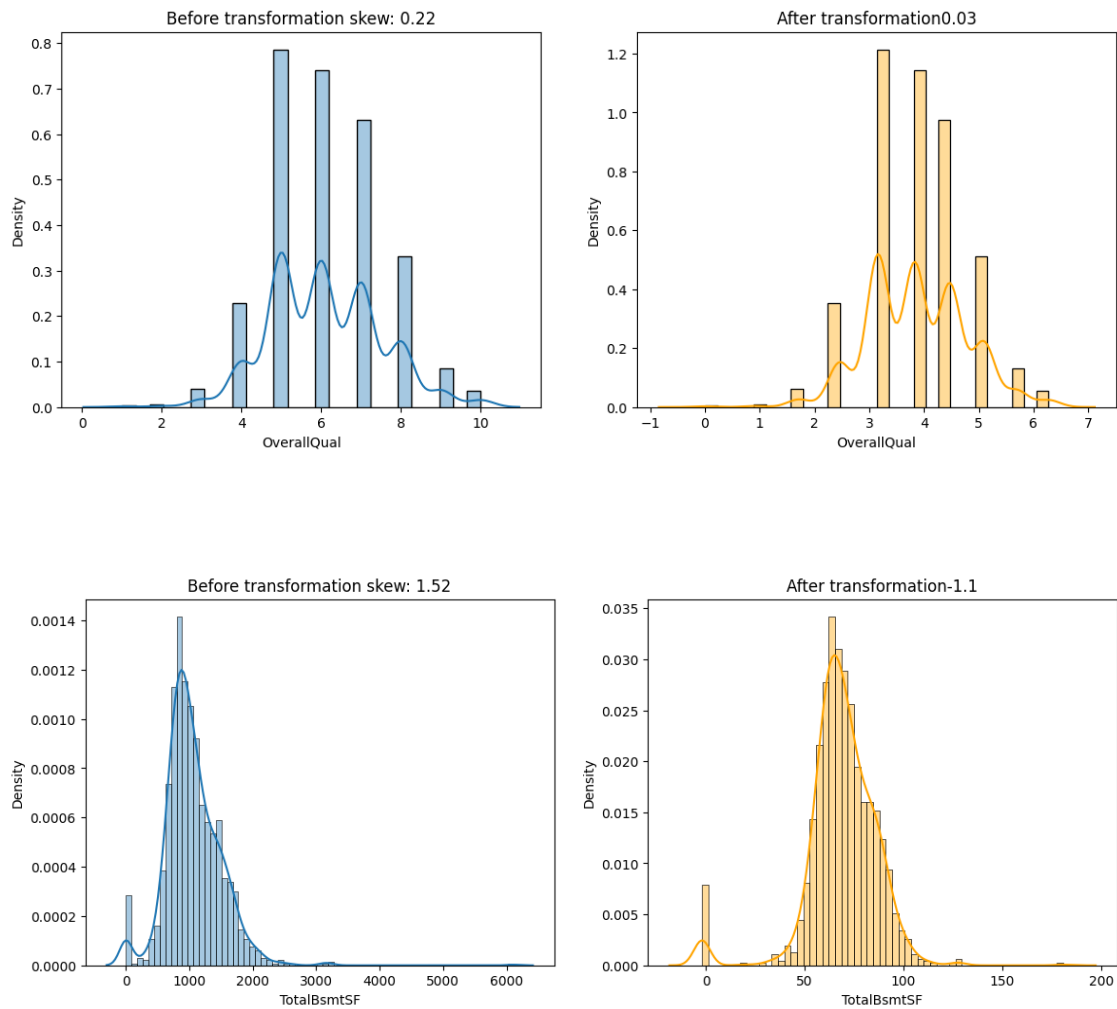 Before transformation skew: 0.22
0.8
0.7
0.6
0.5
0.4
0.3
0.2
0.1
0.0
Density
0 2 4 6 8 10
OverallQual
After transformation0.03
1.2
1.0
0.8
0.6
0.4
0.2
0.0
Density
−1 0 1 2 3 4 5 6 7
OverallQual
Before transformation skew: 1.52
0.0014
0.0012
0.0010
0.0008
0.0006
0.0004
0.0002
0.0000
Density
0 1000 2000 3000 4000 5000 6000
TotalBsmtSF
After transformation-1.1
0.035
0.030
0.025
0.020
0.015
0.010
0.005
0.000
Density
0 50 100 150 200
TotalBsmtSF